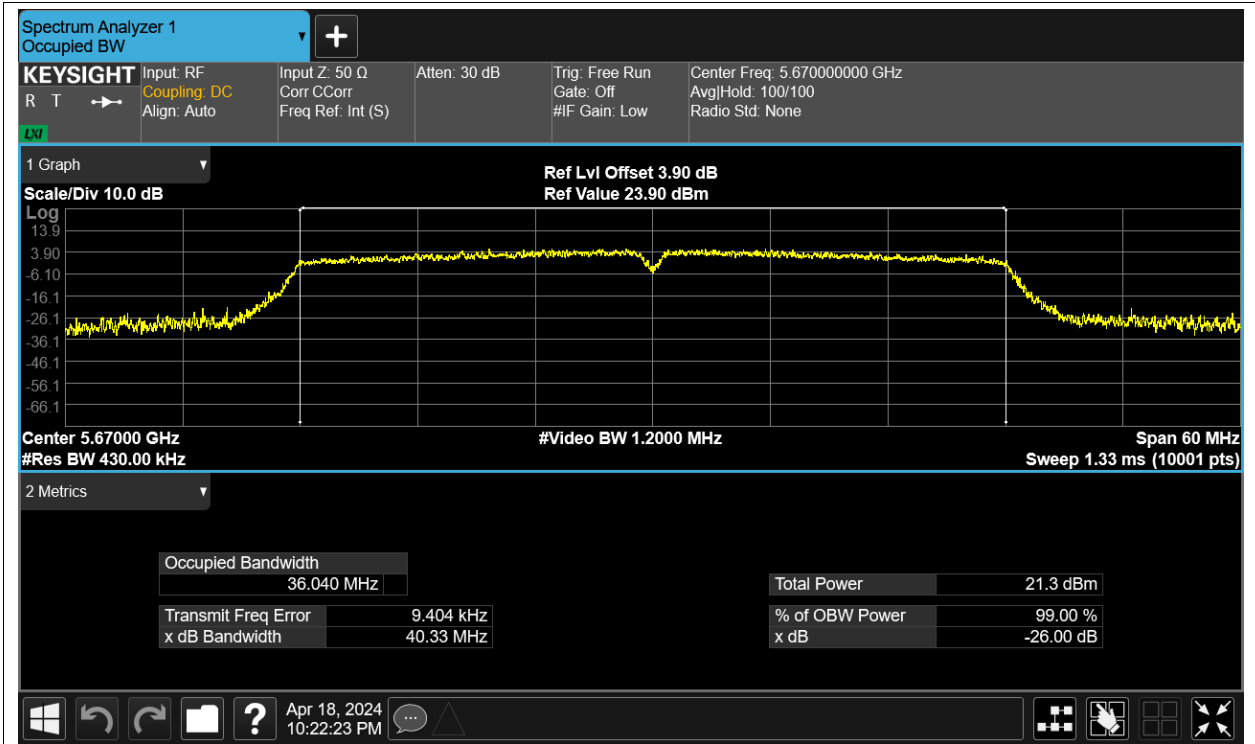 Spectrum Analyzer 1
Occupied BW
KEYSIGHT
R T
LXI
Input: RF
Coupling: DC
Align: Auto
Input Z: 50 Ω
Corr CCorr
Freq Ref: Int (S)
Atten: 30 dB
Trig: Free Run
Gate: Off
#IF Gain: Low
Center Freq: 5.670000000 GHz
Avg|Hold: 100/100
Radio Std: None
1 Graph
Scale/Div 10.0 dB
Ref Lvl Offset 3.90 dB
Ref Value 23.90 dBm
Log
13.9
3.90
-6.10
-16.1
-26.1
-36.1
-46.1
-56.1
-66.1
Center 5.67000 GHz
#Video BW 1.2000 MHz
Span 60 MHz
#Res BW 430.00 kHz
Sweep 1.33 ms (10001 pts)
2 Metrics
Occupied Bandwidth
36.040 MHz
Transmit Freq Error 9.404 kHz
x dB Bandwidth 40.33 MHz
Total Power 21.3 dBm
% of OBW Power 99.00 %
x dB -26.00 dB
?
Apr 18, 2024
10:22:23 PM